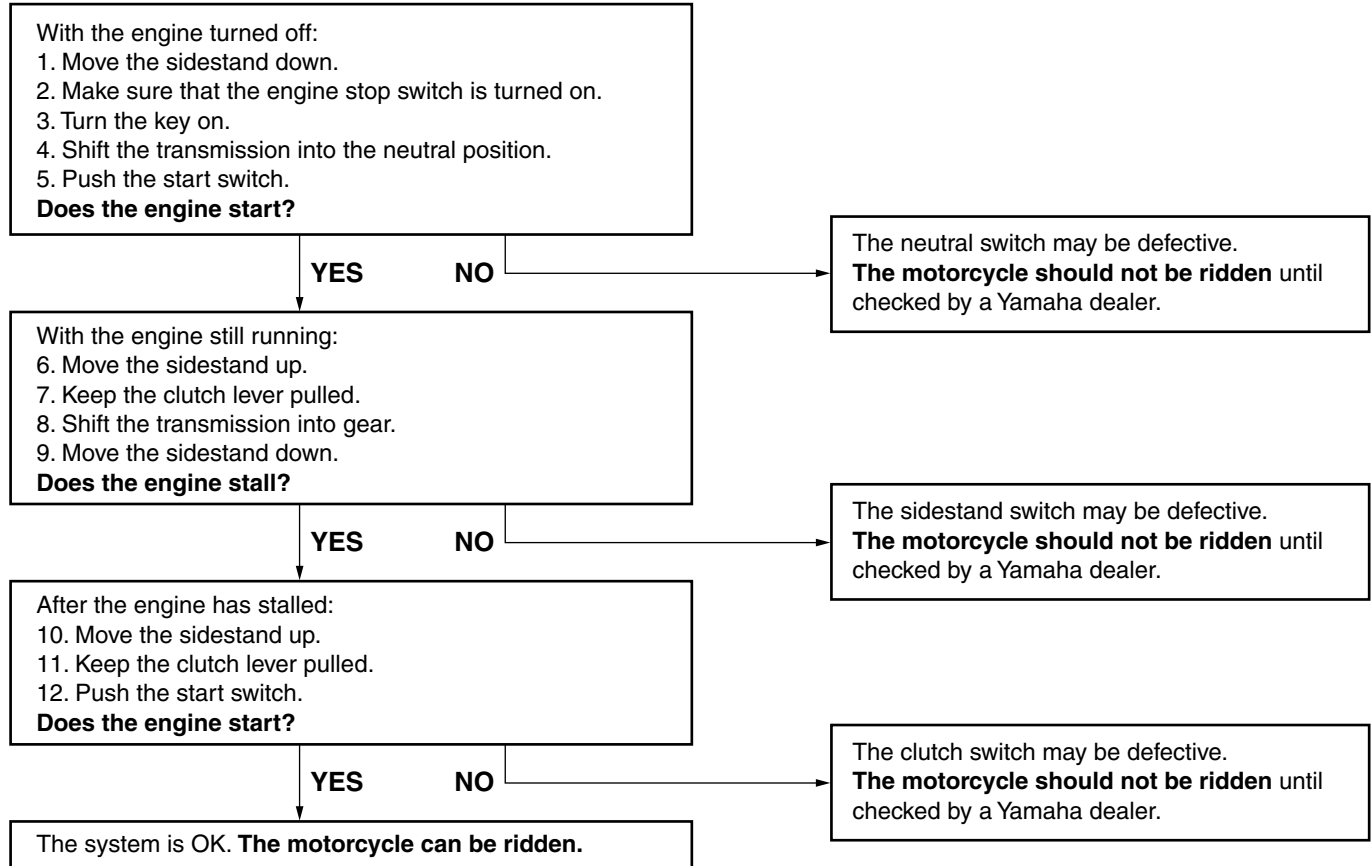 With the engine turned off:
1. Move the sidestand down.
2. Make sure that the engine stop switch is turned on.
3. Turn the key on.
4. Shift the transmission into the neutral position.
5. Push the start switch.
Does the engine start?
YES NO
The neutral switch may be defective.
The motorcycle should not be ridden until
checked by a Yamaha dealer.
With the engine still running:
6. Move the sidestand up.
7. Keep the clutch lever pulled.
8. Shift the transmission into gear.
9. Move the sidestand down.
Does the engine stall?
YES NO
The sidestand switch may be defective.
The motorcycle should not be ridden until
checked by a Yamaha dealer.
After the engine has stalled:
10. Move the sidestand up.
11. Keep the clutch lever pulled.
12. Push the start switch.
Does the engine start?
YES NO
The clutch switch may be defective.
The motorcycle should not be ridden until
checked by a Yamaha dealer.
The system is OK. The motorcycle can be ridden.